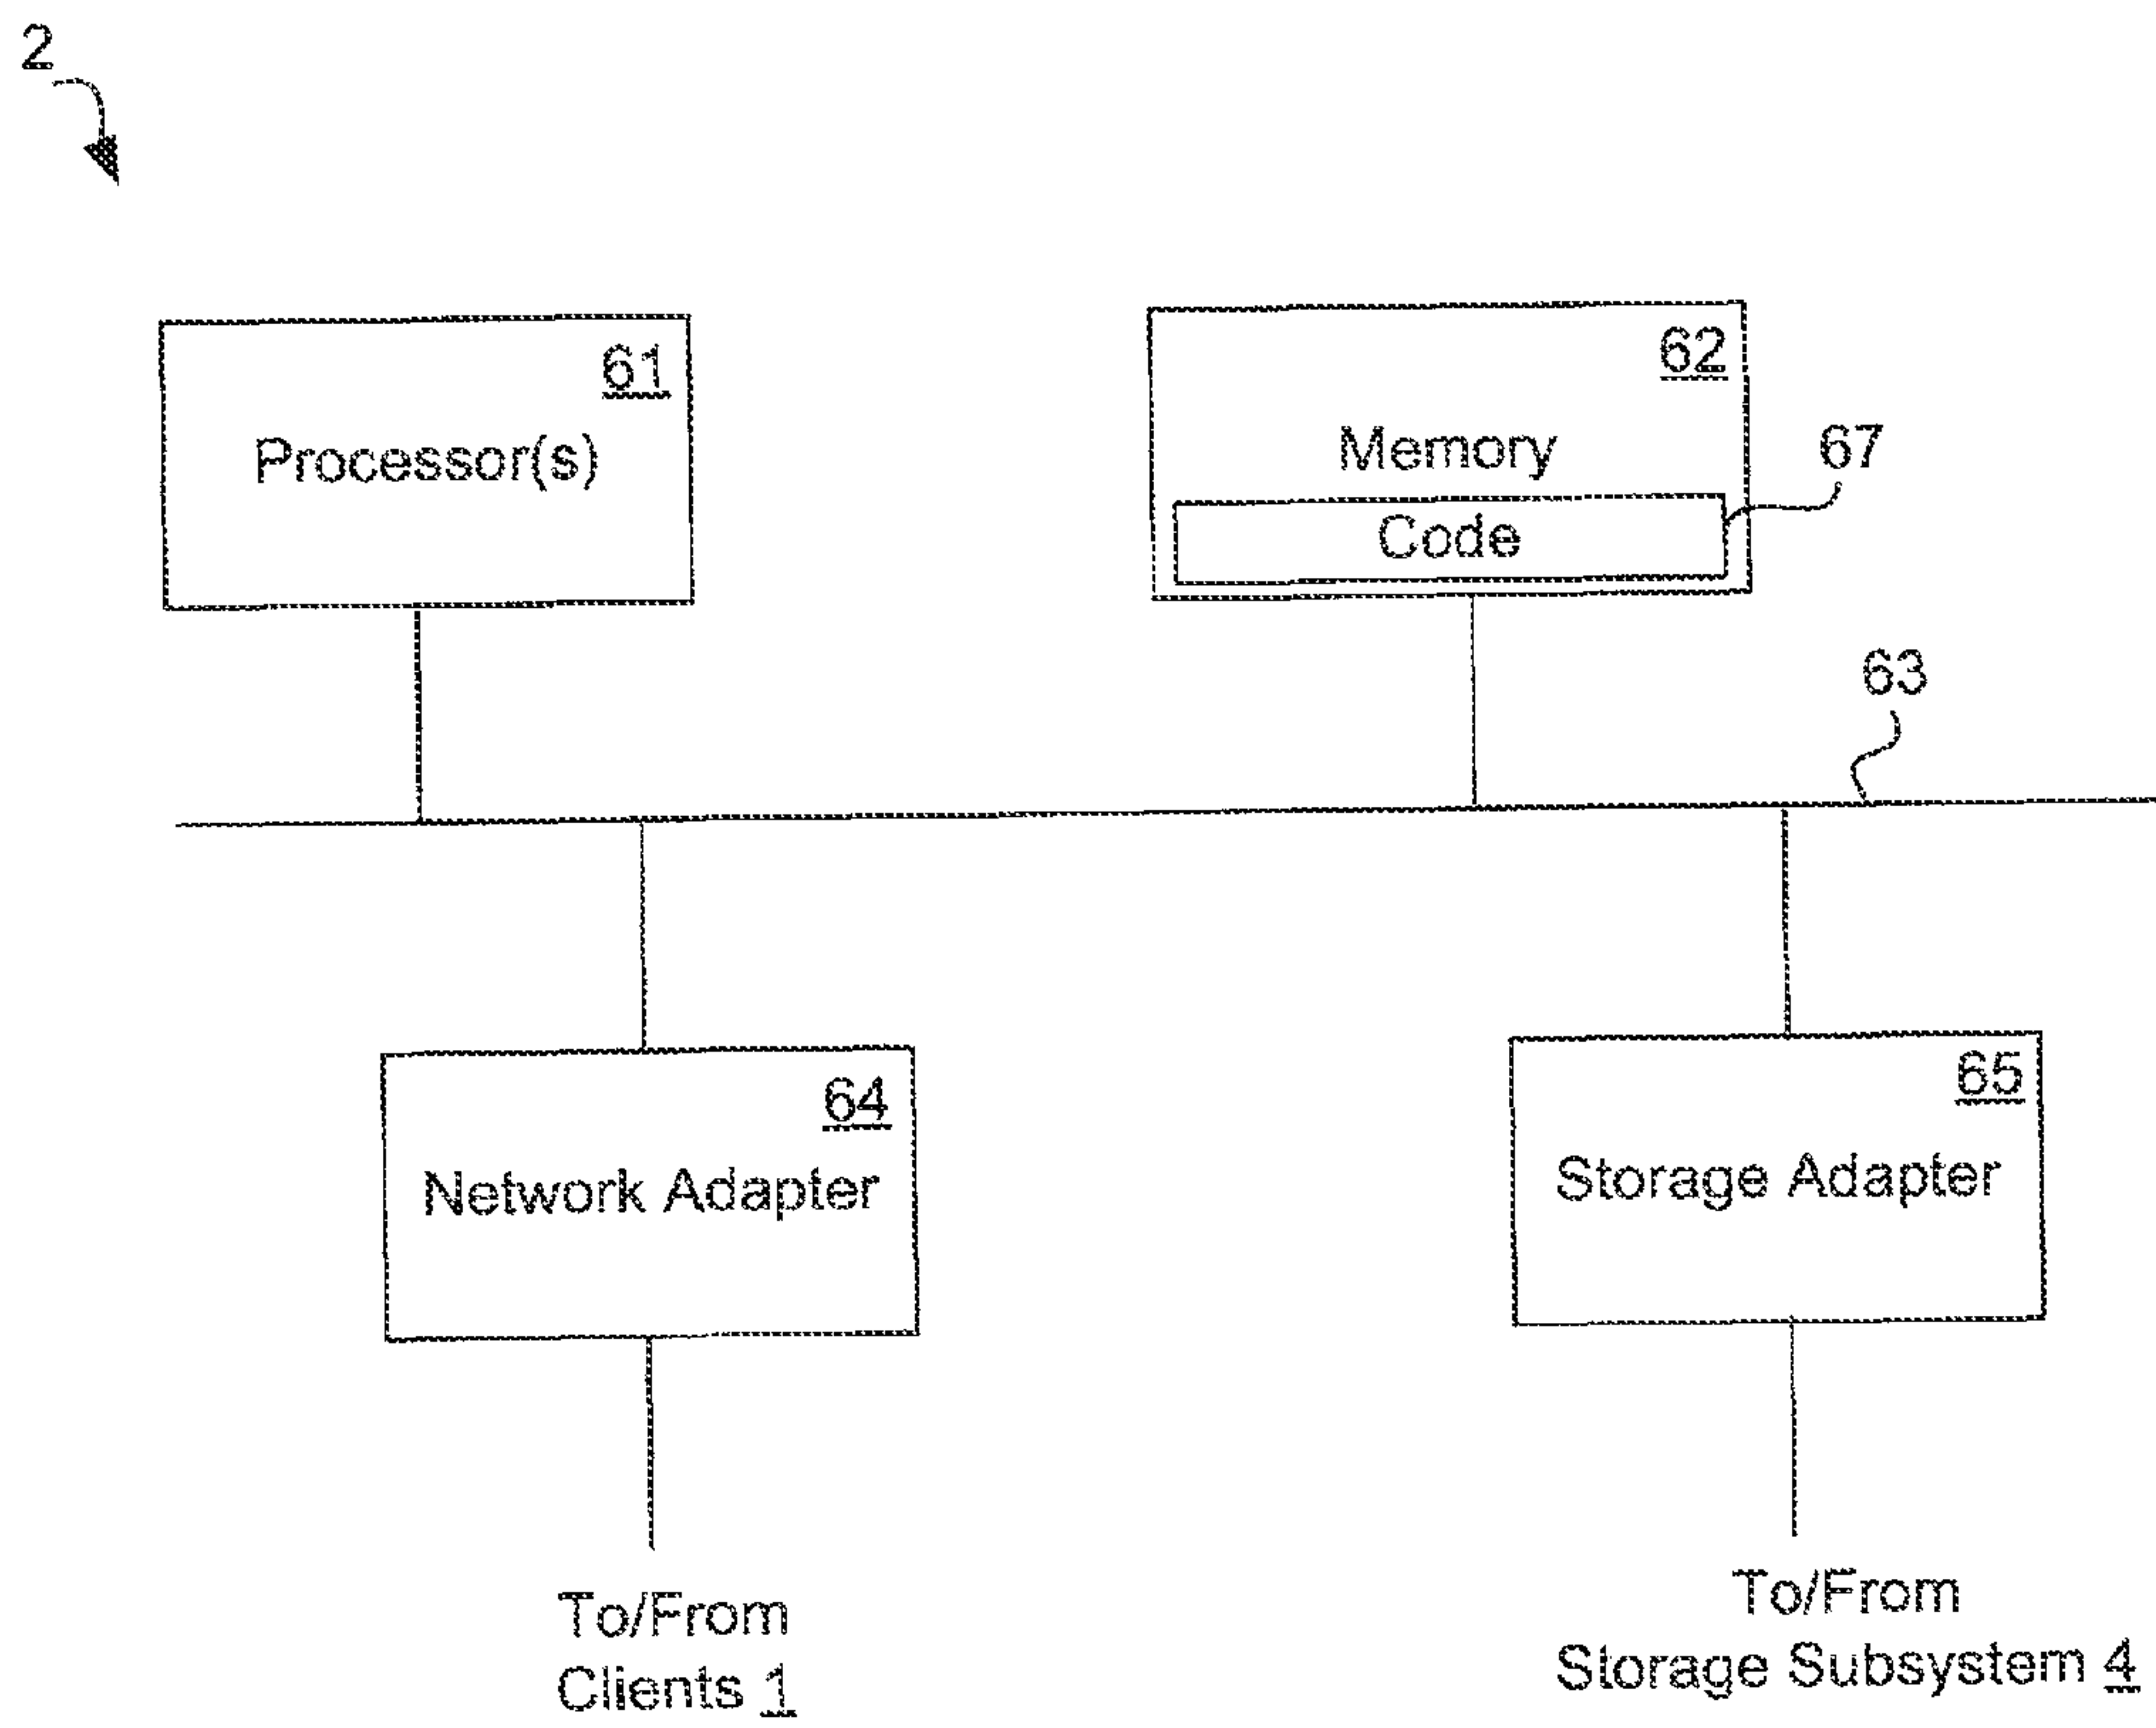 2
61
Processor(s)
62
Memory
67
Code
63
64
Network Adapter
65
Storage Adapter
To/From
Clients 1
To/From
Storage Subsystem 4